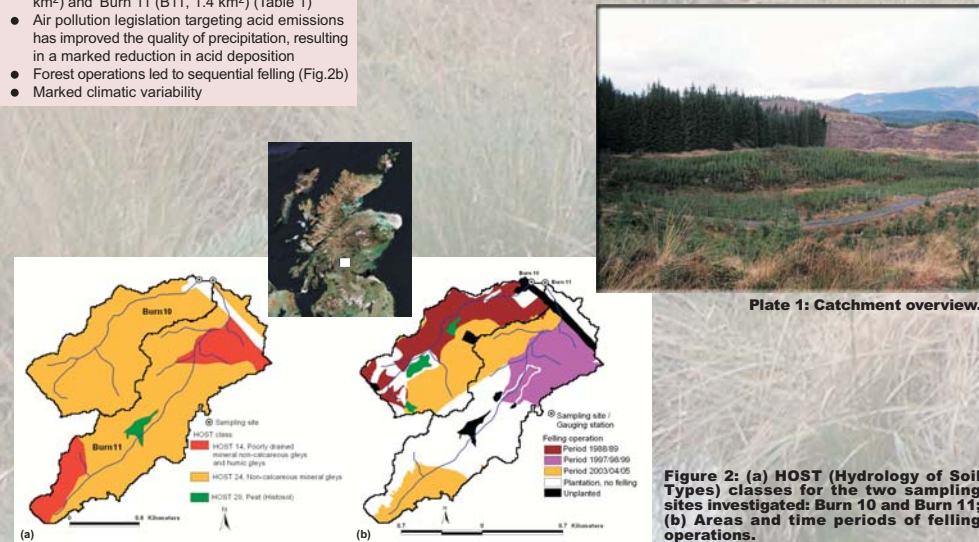 km²) and Burn 11 (B11, 1.4 km²) (Table 1)
● Air pollution legislation targeting acid emissions
has improved the quality of precipitation, resulting
in a marked reduction in acid deposition
● Forest operations led to sequential felling (Fig.2b)
● Marked climatic variability
Plate 1: Catchment overview.
Burn10
Burn11
Sampling site
HOST class:
HOST 14, Poorly drained
mineral non-calcareous gleys
and humic gleys
HOST 24, Non-calcareous mineral gleys
HOST 29, Peat (Histosol)
0 0.8 Kilometers
N
(a)
Burn 10
Burn 11
Sampling site /
Gauging station
Felling operation
Period 1988/89
Period 1997/98/99
Period 2003/04/05
Plantation, no felling
Unplanted
0.7 0 0.7 Kilometers
N
(b)
Figure 2: (a) HOST (Hydrology of Soil
Types) classes for the two sampling
sites investigated: Burn 10 and Burn 11;
(b) Areas and time periods of felling
operations.